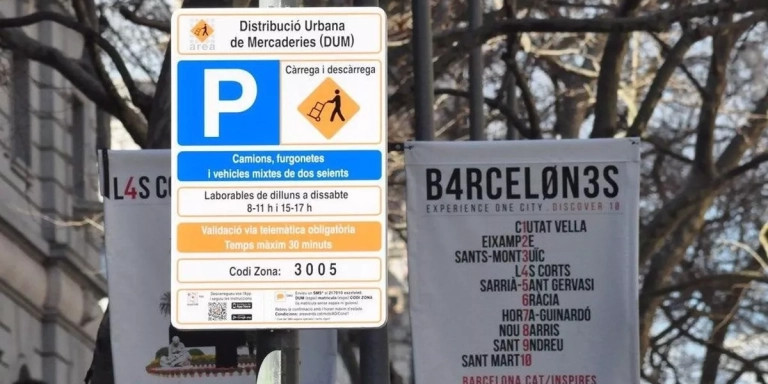 àrea
Distribució Urbana
de Mercaderies (DUM)
P
Càrrega i descàrrega
Camions, furgonetes
i vehicles mixtes de dos seients
Laborables de dilluns a dissabte
8-11 h i 15-17 h
Validació via telemàtica obligatòria
Temps màxim 30 minuts
Codi Zona: 3005
L4S CO
B4RCELØN3S
EXPERIENCE ONE CITY. DISCOVER 10
C1UTAT VELLA
EIXAMP2E
SANTS-MONT3UÏC
L4S CORTS
SARRIÀ-5ANT GERVASI
6RÀCIA
HOR7A-GUINARDÓ
NOU 8ARRIS
SANT 9NDREU
SANT MART10
BARCELONA.CAT/INSPIRES